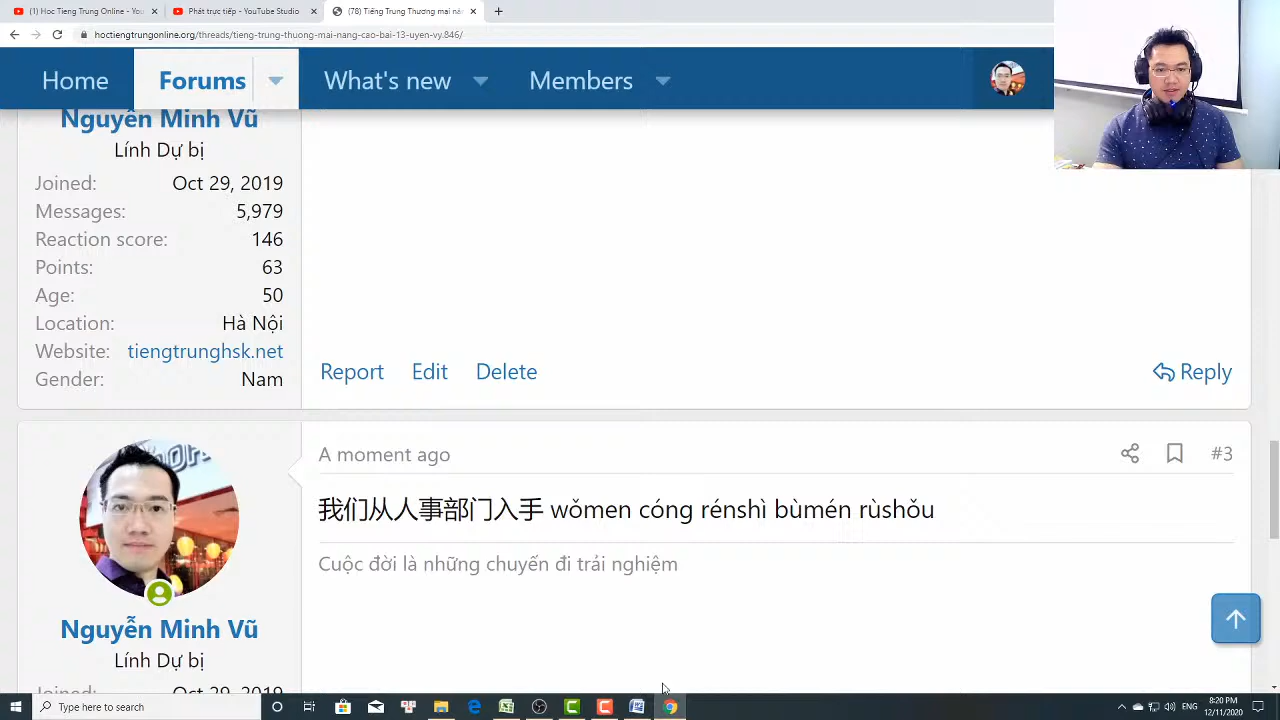 (1) Hoc Tieng Trung Online - You
Phát trực tiếp - YouTube Studio
(78) Tiếng Trung Thương mại nâ
hoctiengtrungonline.org/threads/tieng-trung-thuong-mai-nang-cao-bai-13-uyen-vy.846/
Home
Forums
What's new
Members
Nguyễn Minh Vũ
Lính Dự bị
Joined: Oct 29, 2019
Messages: 5,979
Reaction score: 146
Points: 63
Age: 50
Location: Hà Nội
Website: tiengtrunghsk.net
Gender: Nam
Report Edit Delete
Reply
A moment ago
#3
我们从人事部门入手 wǒmen cóng rénshì bùmén rùshǒu
Cuộc đời là những chuyến đi trải nghiệm
Nguyễn Minh Vũ
Lính Dự bị
Joined: Oct 29, 2019
Type here to search
ENG
8:20 PM
12/11/2020